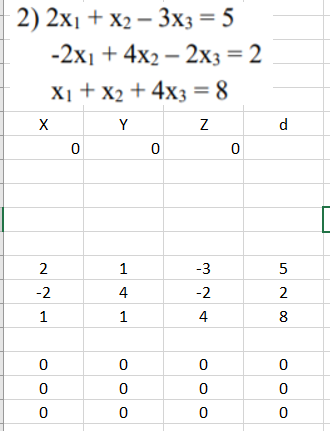 2) 2x₁ + x₂ – 3x₃ = 5
-2x₁ + 4x₂ – 2x₃ = 2
x₁ + x₂ + 4x₃ = 8
X Y Z d
0 0 0
2 1 -3 5
-2 4 -2 2
1 1 4 8
0 0 0 0
0 0 0 0
0 0 0 0